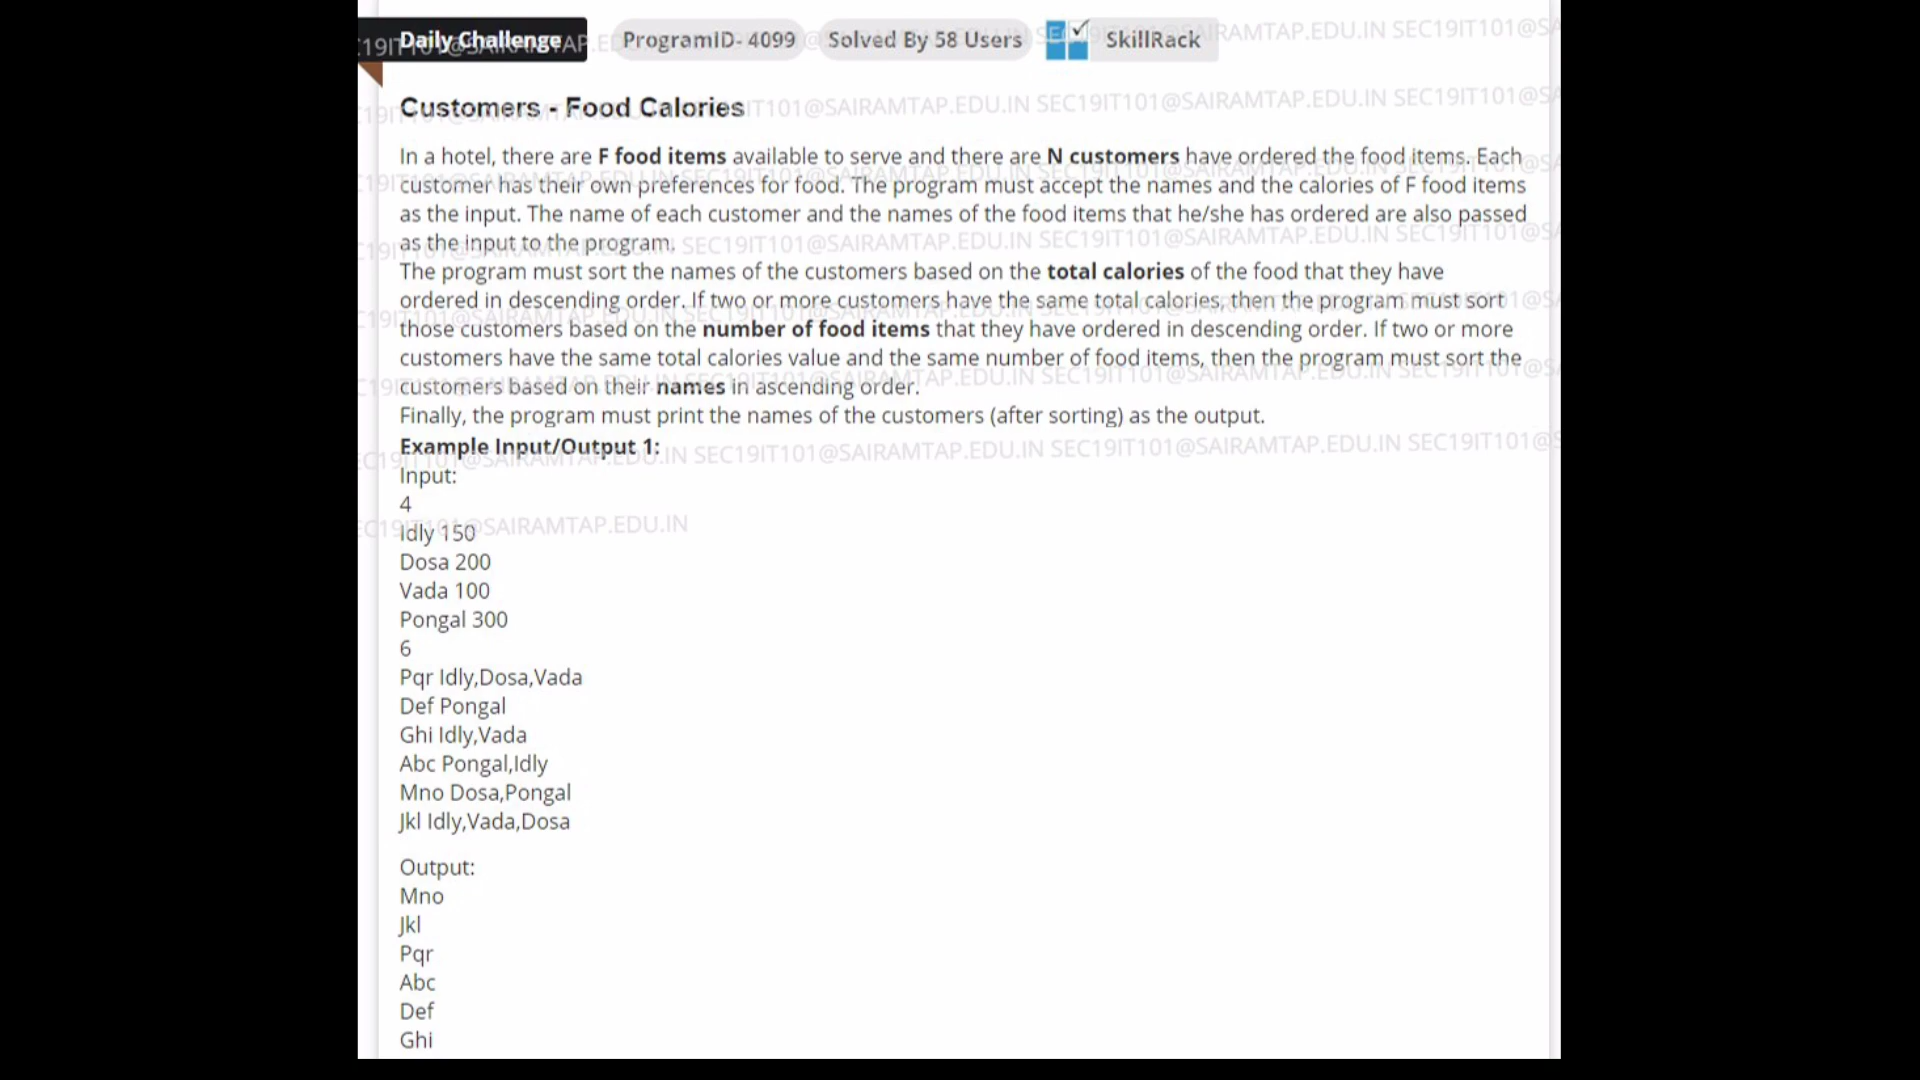 Daily Challenge ProgramID- 4099 Solved By 58 Users SkillRack
Customers - Food Calories
In a hotel, there are F food items available to serve and there are N customers have ordered the food items. Each
customer has their own preferences for food. The program must accept the names and the calories of F food items
as the input. The name of each customer and the names of the food items that he/she has ordered are also passed
as the input to the program.
The program must sort the names of the customers based on the total calories of the food that they have
ordered in descending order. If two or more customers have the same total calories, then the program must sort
those customers based on the number of food items that they have ordered in descending order. If two or more
customers have the same total calories value and the same number of food items, then the program must sort the
customers based on their names in ascending order.
Finally, the program must print the names of the customers (after sorting) as the output.
Example Input/Output 1:
Input:
4
Idly 150
Dosa 200
Vada 100
Pongal 300
6
Pqr Idly,Dosa,Vada
Def Pongal
Ghi Idly,Vada
Abc Pongal,Idly
Mno Dosa,Pongal
Jkl Idly,Vada,Dosa
Output:
Mno
Jkl
Pqr
Abc
Def
Ghi